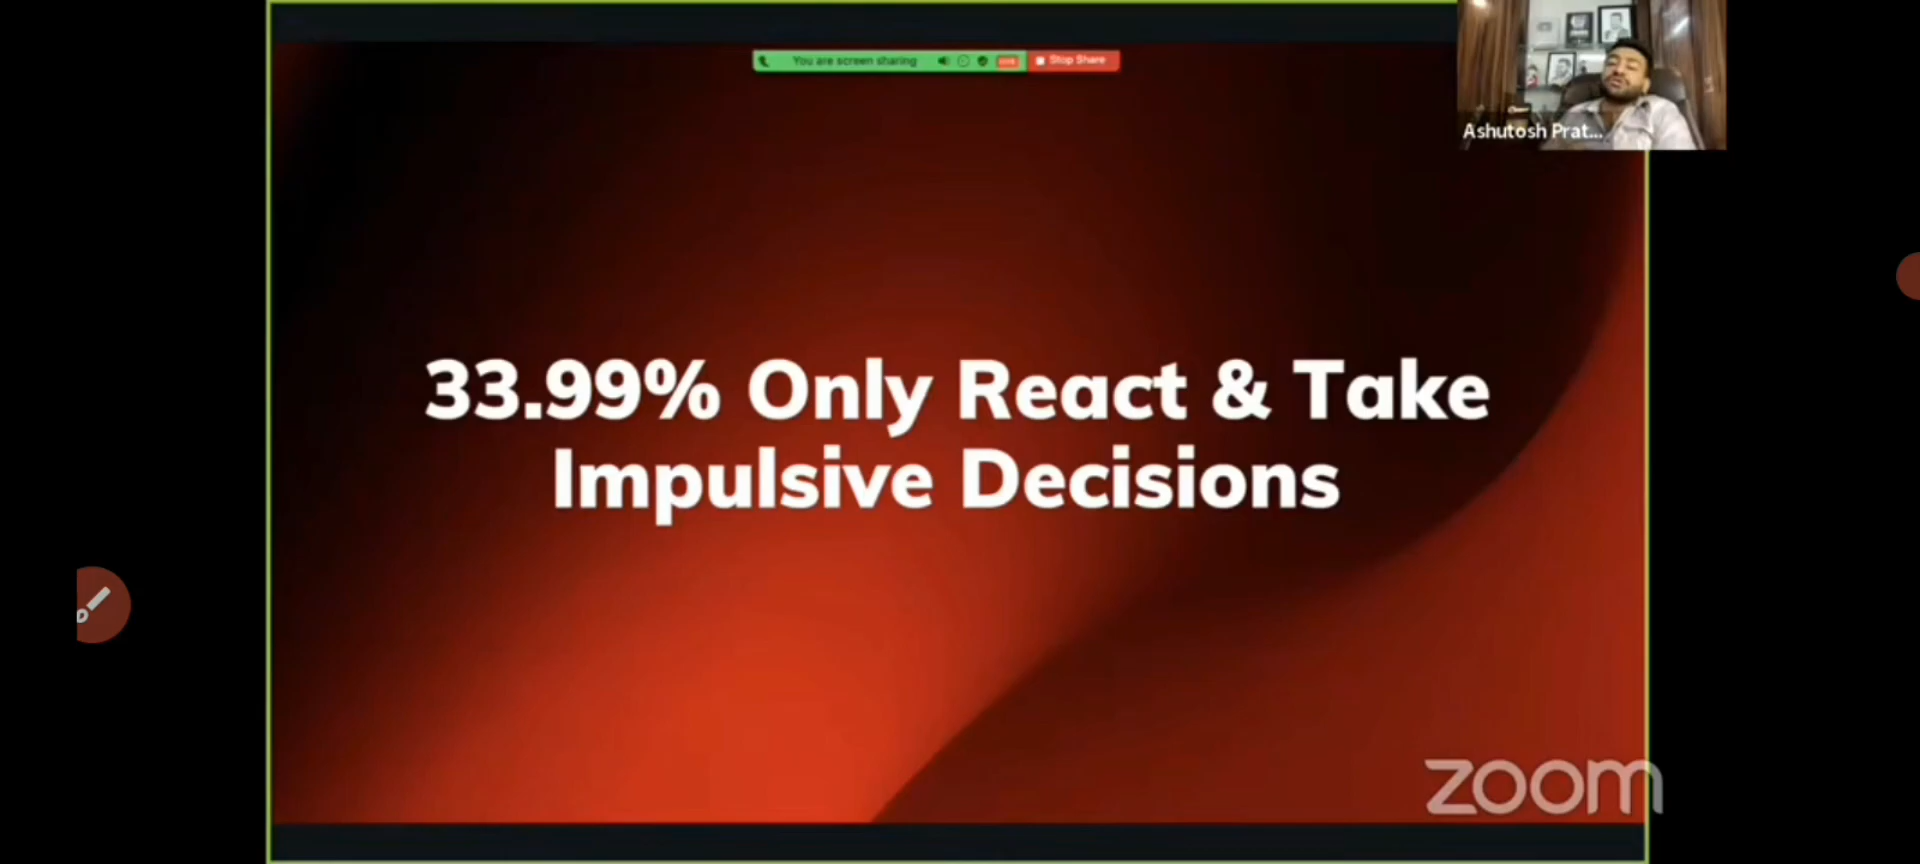 You are screen sharing
Stop Share
Ashutosh Prat...
33.99% Only React & Take
Impulsive Decisions
zoom